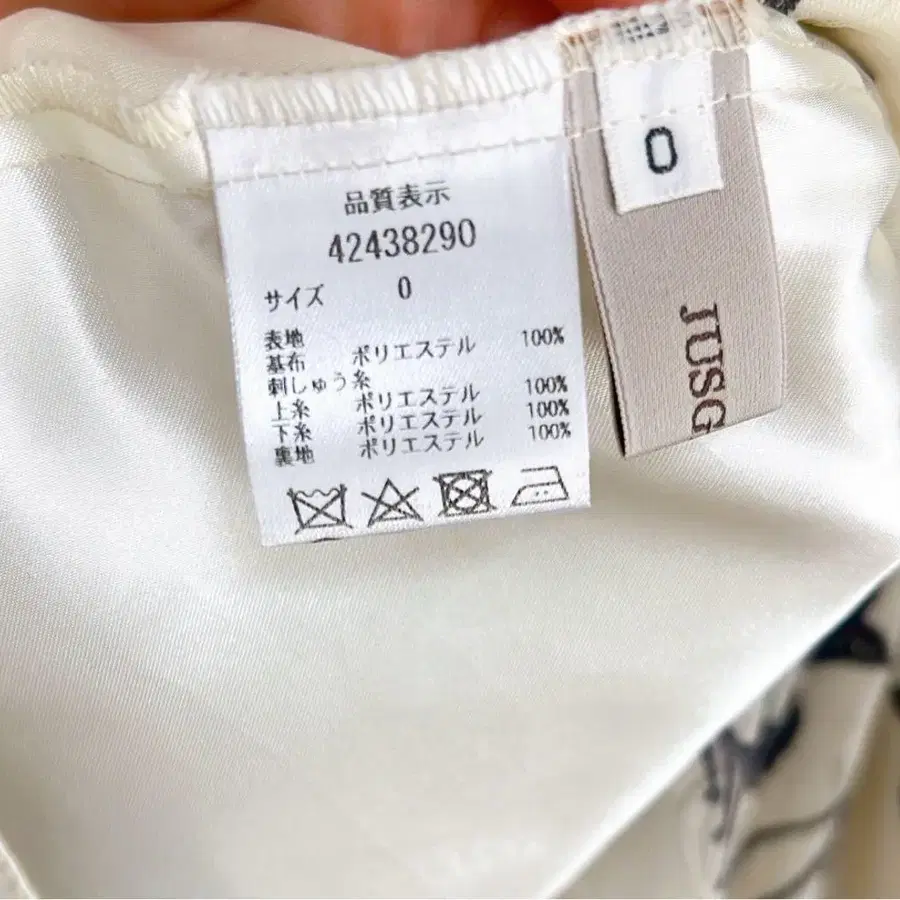 品質表示
42438290
サイズ 0
表地
基布 ポリエステル 100%
刺しゅう糸
上糸 ポリエステル 100%
下糸 ポリエステル 100%
裏地 ポリエステル 100%
0
JUSG